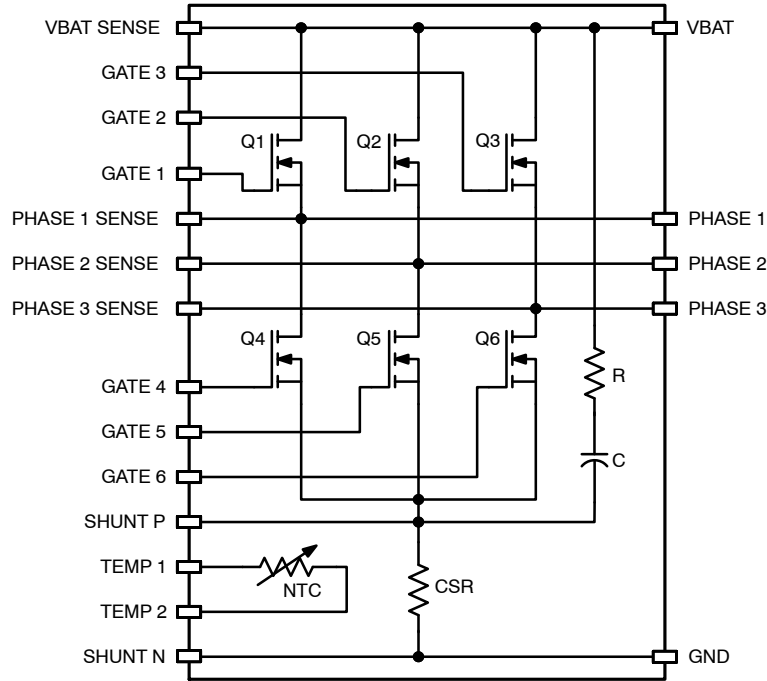 VBAT SENSE
VBAT
GATE 3
GATE 2
Q1
Q2
Q3
GATE 1
PHASE 1 SENSE
PHASE 1
PHASE 2 SENSE
PHASE 2
PHASE 3 SENSE
PHASE 3
Q4
Q5
Q6
R
GATE 4
GATE 5
C
GATE 6
SHUNT P
TEMP 1
NTC
CSR
TEMP 2
SHUNT N
GND